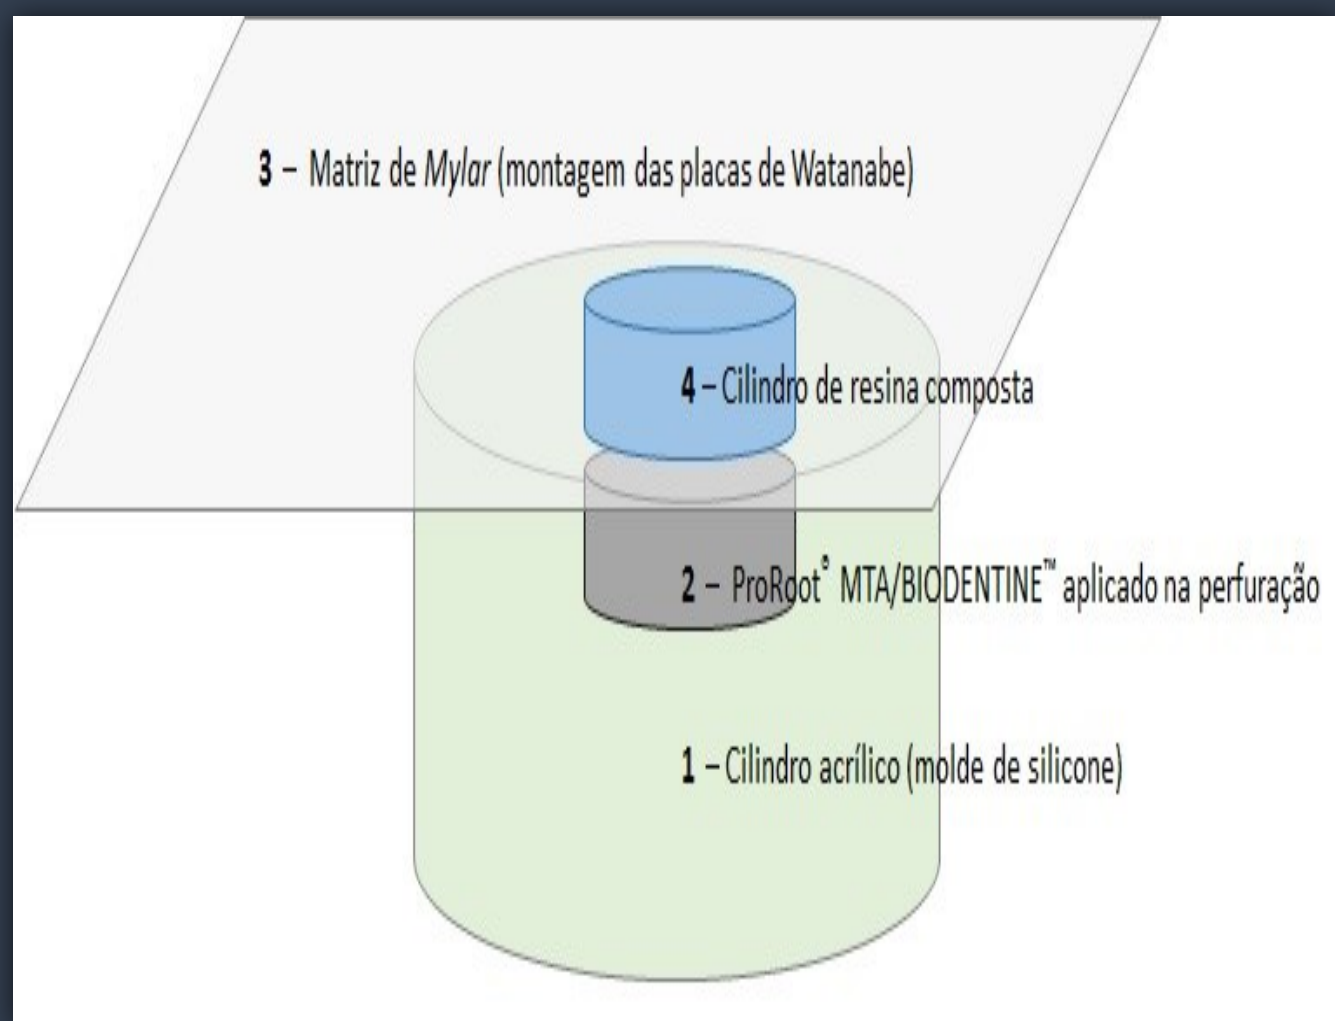 3 – Matriz de Mylar (montagem das placas de Watanabe)
4 – Cilindro de resina composta
2 – ProRoot® MTA/BIODENTINE™ aplicado na perfuração
1 – Cilindro acrílico (molde de silicone)